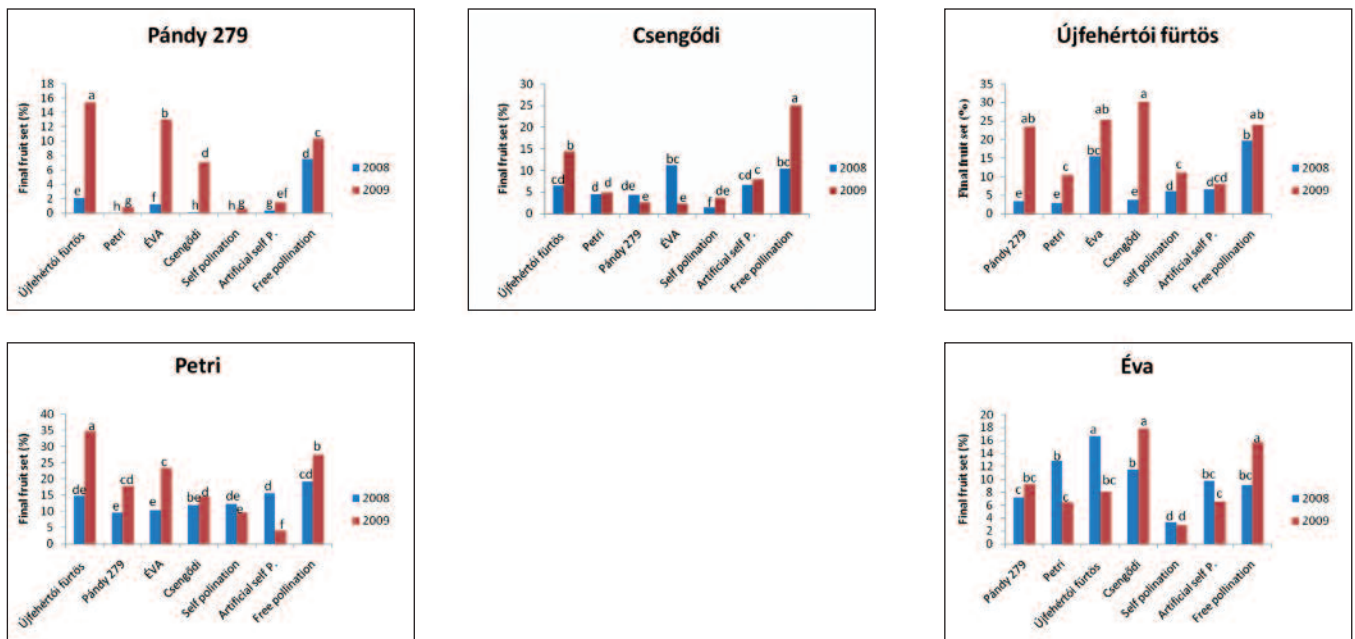 Pándy 279
Final fruit set (%)
18
16
14
12
10
8
6
4
2
0
e a
h g
f b
h d
h g
g ef
d c
Újfehértói fürtös
Petri
ÉVA
Csengődi
Self polination
Artificial self P.
Free pollination
2008
2009
Csengődi
Final fruit set (%)
30
25
20
15
10
5
0
cd b
d d
de e
bc e
f de
cd c
bc a
Újfehértói fürtös
Petri
Pándy 279
ÉVA
Self polination
Artificial self P.
Free pollination
2008
2009
Újfehértói fürtös
Final fruit set (%)
35
30
25
20
15
10
5
0
e ab
e c
bc ab
e a
d c
d cd
b ab
Pándy 279
Petri
Éva
Csengődi
self polination
Artificial self P.
Free pollination
2008
2009
Petri
Final fruit set (%)
40
35
30
25
20
15
10
5
0
de a
e cd
e c
be d
de e
d f
cd b
Újfehértói fürtös
Pándy 279
ÉVA
Csengődi
Self polination
Artificial self P.
Free pollination
2008
2009
Éva
Final fruit set (%)
20
18
16
14
12
10
8
6
4
2
0
c bc
b c
a c
b a
d d
bc c
bc a
Pándy 279
Petri
Újfehértói fürtös
Csengődi
Self polination
Artificial self P.
Free pollination
2008
2009